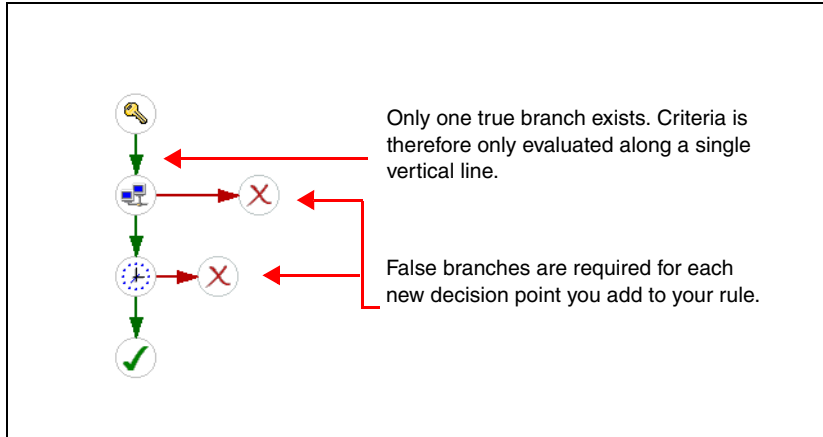 Only one true branch exists. Criteria is
therefore only evaluated along a single
vertical line.
False branches are required for each
new decision point you add to your rule.